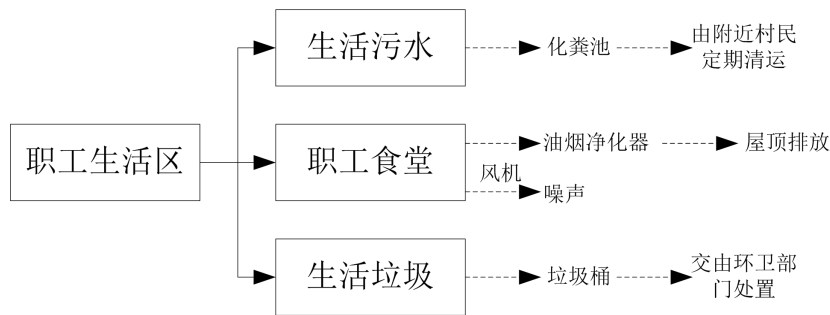 生活污水
化粪池
由附近村民
定期清运
职工生活区
职工食堂
油烟净化器
屋顶排放
风机
噪声
生活垃圾
垃圾桶
交由环卫部
门处置